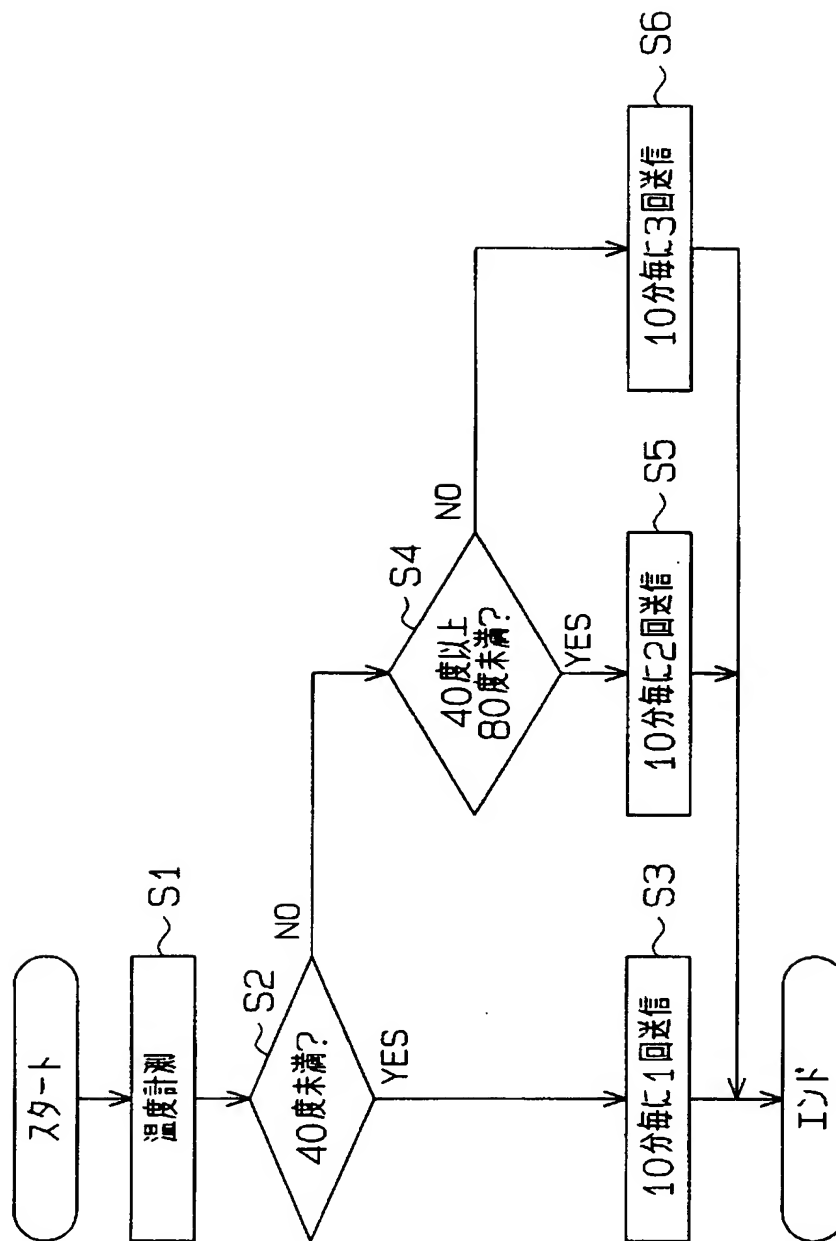 スタート
温度計測
S1
40度未満?
S2
NO
YES
40度以上
80度未満?
S4
NO
YES
10分毎に1回送信
S3
10分毎に2回送信
S5
10分毎に3回送信
S6
エンド